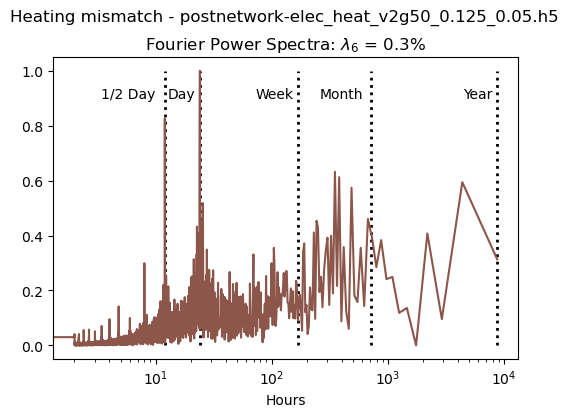 Heating mismatch - postnetwork-elec_heat_v2g50_0.125_0.05.h5
Fourier Power Spectra: λ₆ = 0.3%
1.0
0.8
0.6
0.4
0.2
0.0
1/2 Day
Day
Week
Month
Year
10¹
10²
10³
10⁴
Hours